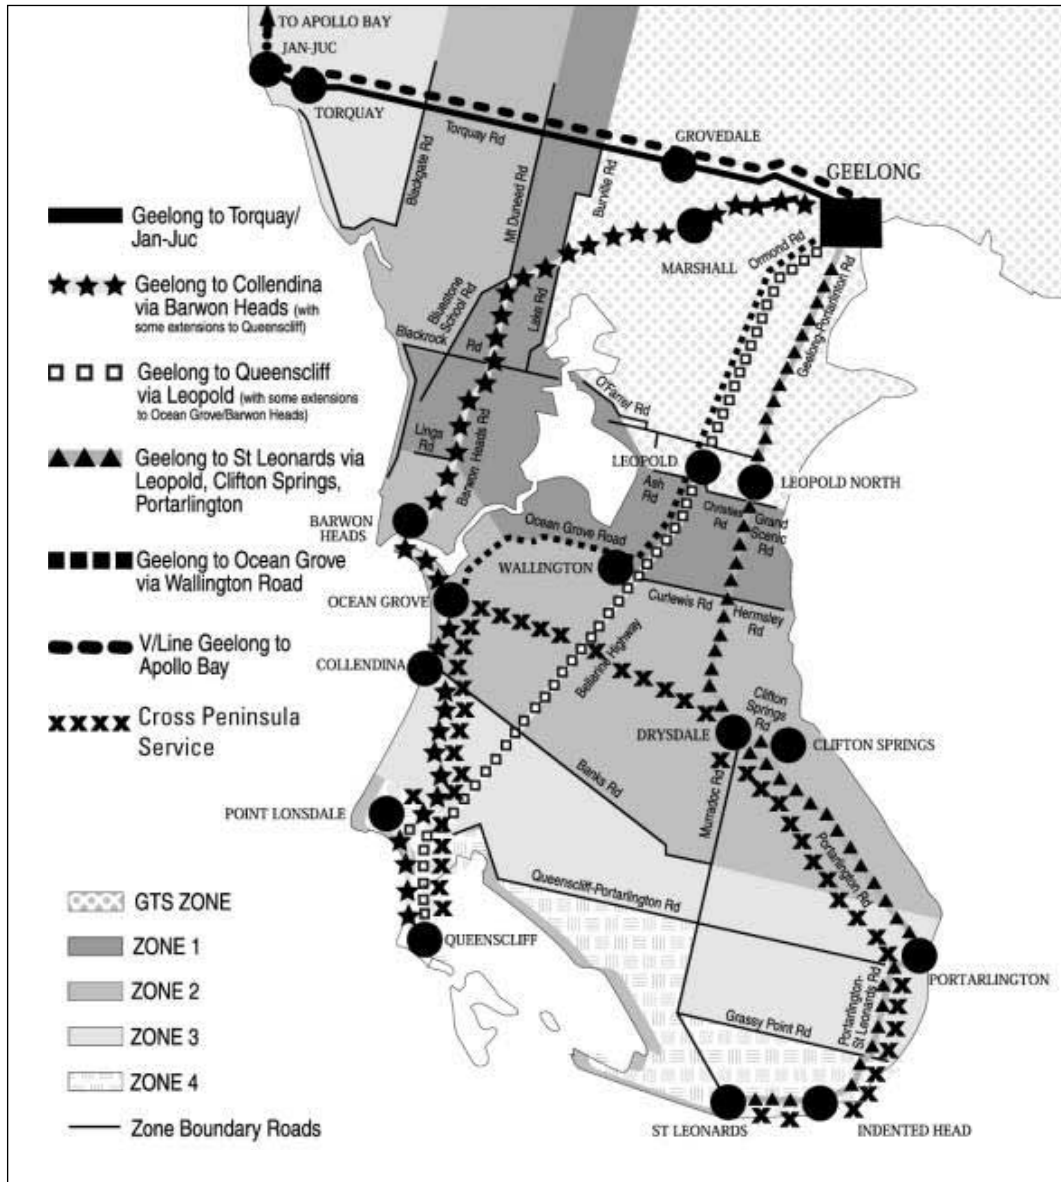 TO APOLLO BAY
JAN-JUC
TORQUAY
Torquay Rd
Blackgate Rd
Mt Duneed Rd
Burville Rd
GROVEDALE
GEELONG
Geelong to Torquay/
Jan-Juc
Geelong to Collendina
via Barwon Heads (with
some extensions to Queenscliff)
Geelong to Queenscliff
via Leopold (with some extensions
to Ocean Grove/Barwon Heads)
Geelong to St Leonards via
Leopold, Clifton Springs,
Portarlington
Geelong to Ocean Grove
via Wallington Road
V/Line Geelong to
Apollo Bay
Cross Peninsula
Service
MARSHALL
Ormond Rd
Geelong-Portarlinton Rd
Bluestone
School Rd
Lake Rd
Blackrock
Rd
O'Farrel Rd
Lings
Rd
Barwon Heads Rd
LEOPOLD
LEOPOLD NORTH
Ash
Rd
Christies
Rd
Grand
Scenic
Rd
BARWON
HEADS
Ocean Grove Road
WALLINGTON
OCEAN GROVE
Curlewis Rd
Hermsley
Rd
Bellarine Highway
COLLENDINA
Clifton
Springs
Rd
DRYSDALE
CLIFTON SPRINGS
Banks Rd
Murradoc Rd
POINT LONSDALE
Portarlington Rd
Queenscliff-Portarlington Rd
QUEENSCLIFF
PORTARLINGTON
Portarlington-
St Leonards Rd
Grassy Point Rd
ST LEONARDS
INDENTED HEAD
GTS ZONE
ZONE 1
ZONE 2
ZONE 3
ZONE 4
Zone Boundary Roads